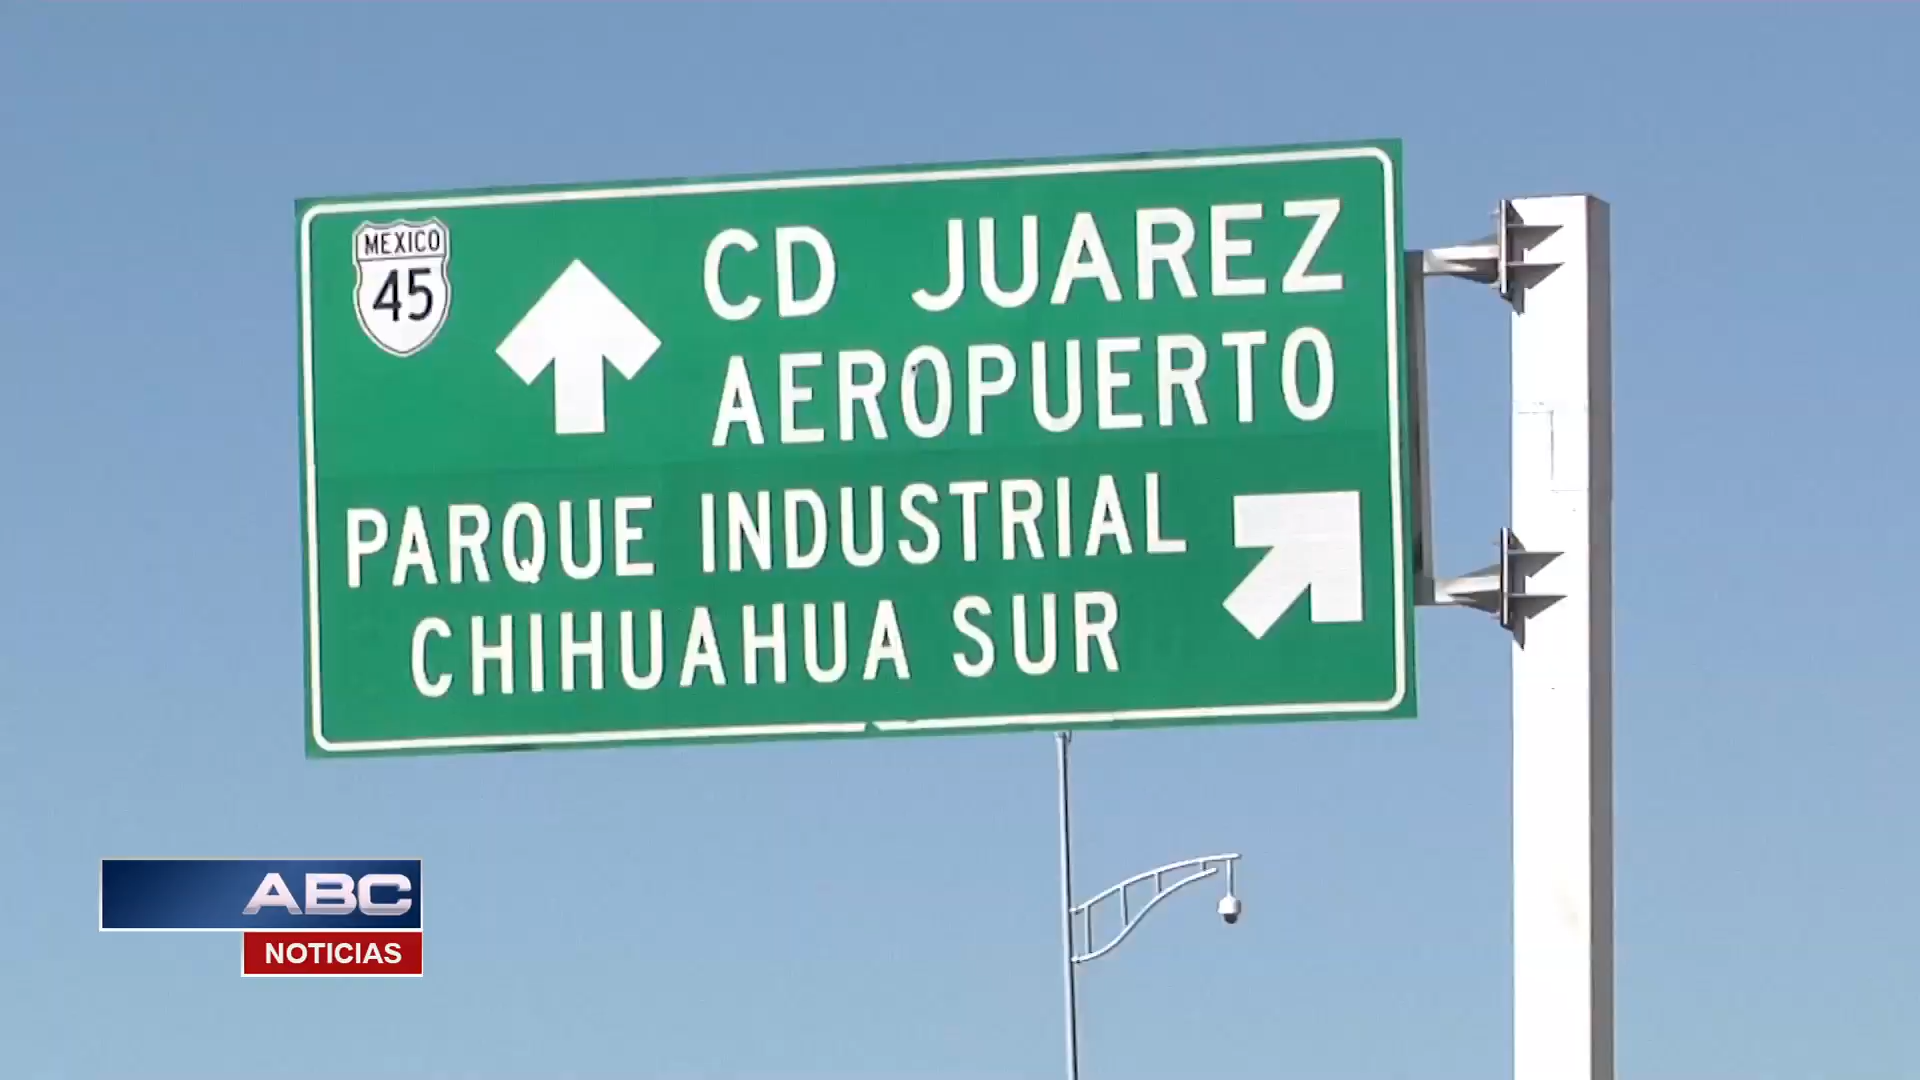 MEXICO
45
CD JUAREZ
AEROPUERTO
PARQUE INDUSTRIAL
CHIHUAHUA SUR
ABC
NOTICIAS